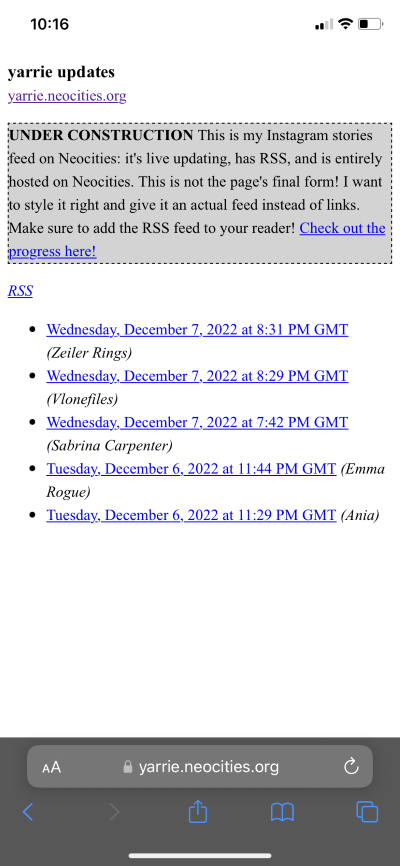 10:16
yarrie updates
yarrie.neocities.org
UNDER CONSTRUCTION This is my Instagram stories
feed on Neocities: it's live updating, has RSS, and is entirely
hosted on Neocities. This is not the page's final form! I want
to style it right and give it an actual feed instead of links.
Make sure to add the RSS feed to your reader! Check out the
progress here!
RSS
Wednesday, December 7, 2022 at 8:31 PM GMT
(Zeiler Rings)
Wednesday, December 7, 2022 at 8:29 PM GMT
(Vlonefiles)
Wednesday, December 7, 2022 at 7:42 PM GMT
(Sabrina Carpenter)
Tuesday, December 6, 2022 at 11:44 PM GMT (Emma
Rogue)
Tuesday, December 6, 2022 at 11:29 PM GMT (Ania)
AA yarrie.neocities.org